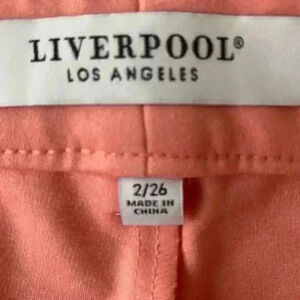 LIVERPOOL®
LOS ANGELES
2/26
MADE IN
CHINA